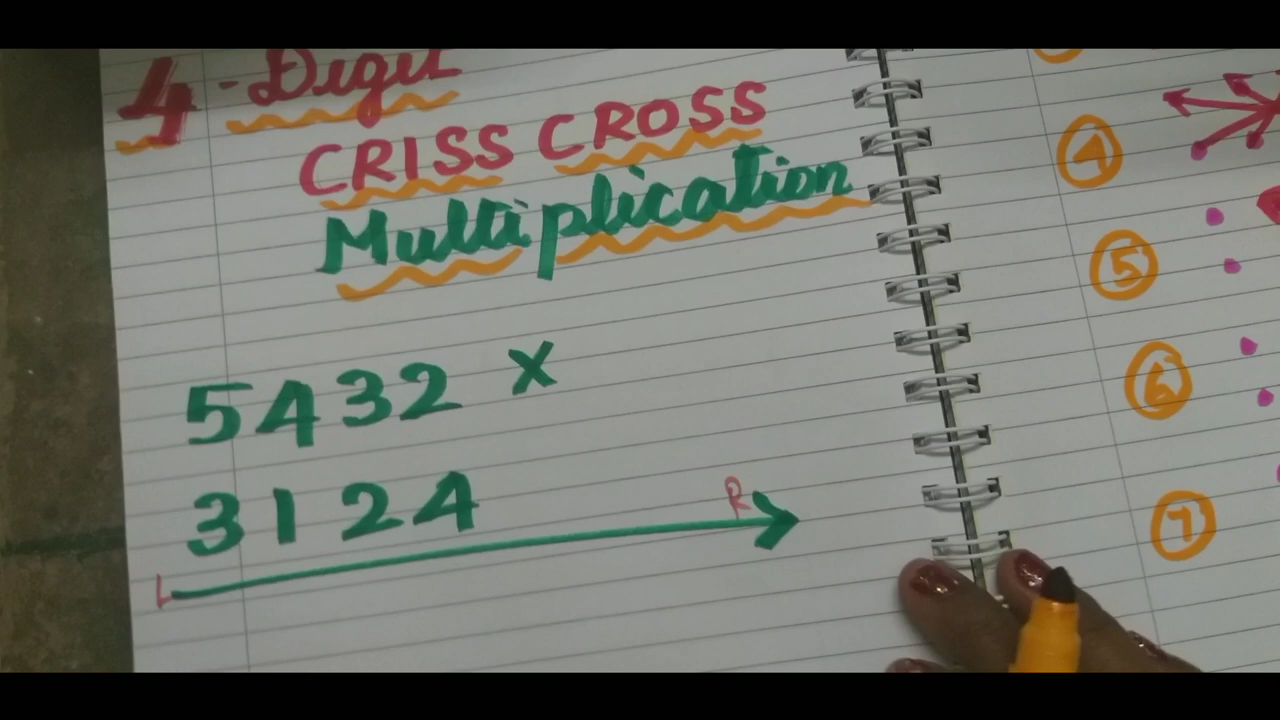 4-Digit
CRISS CROSS
Multiplication
5432 ×
3124
L R
4
5
6
7